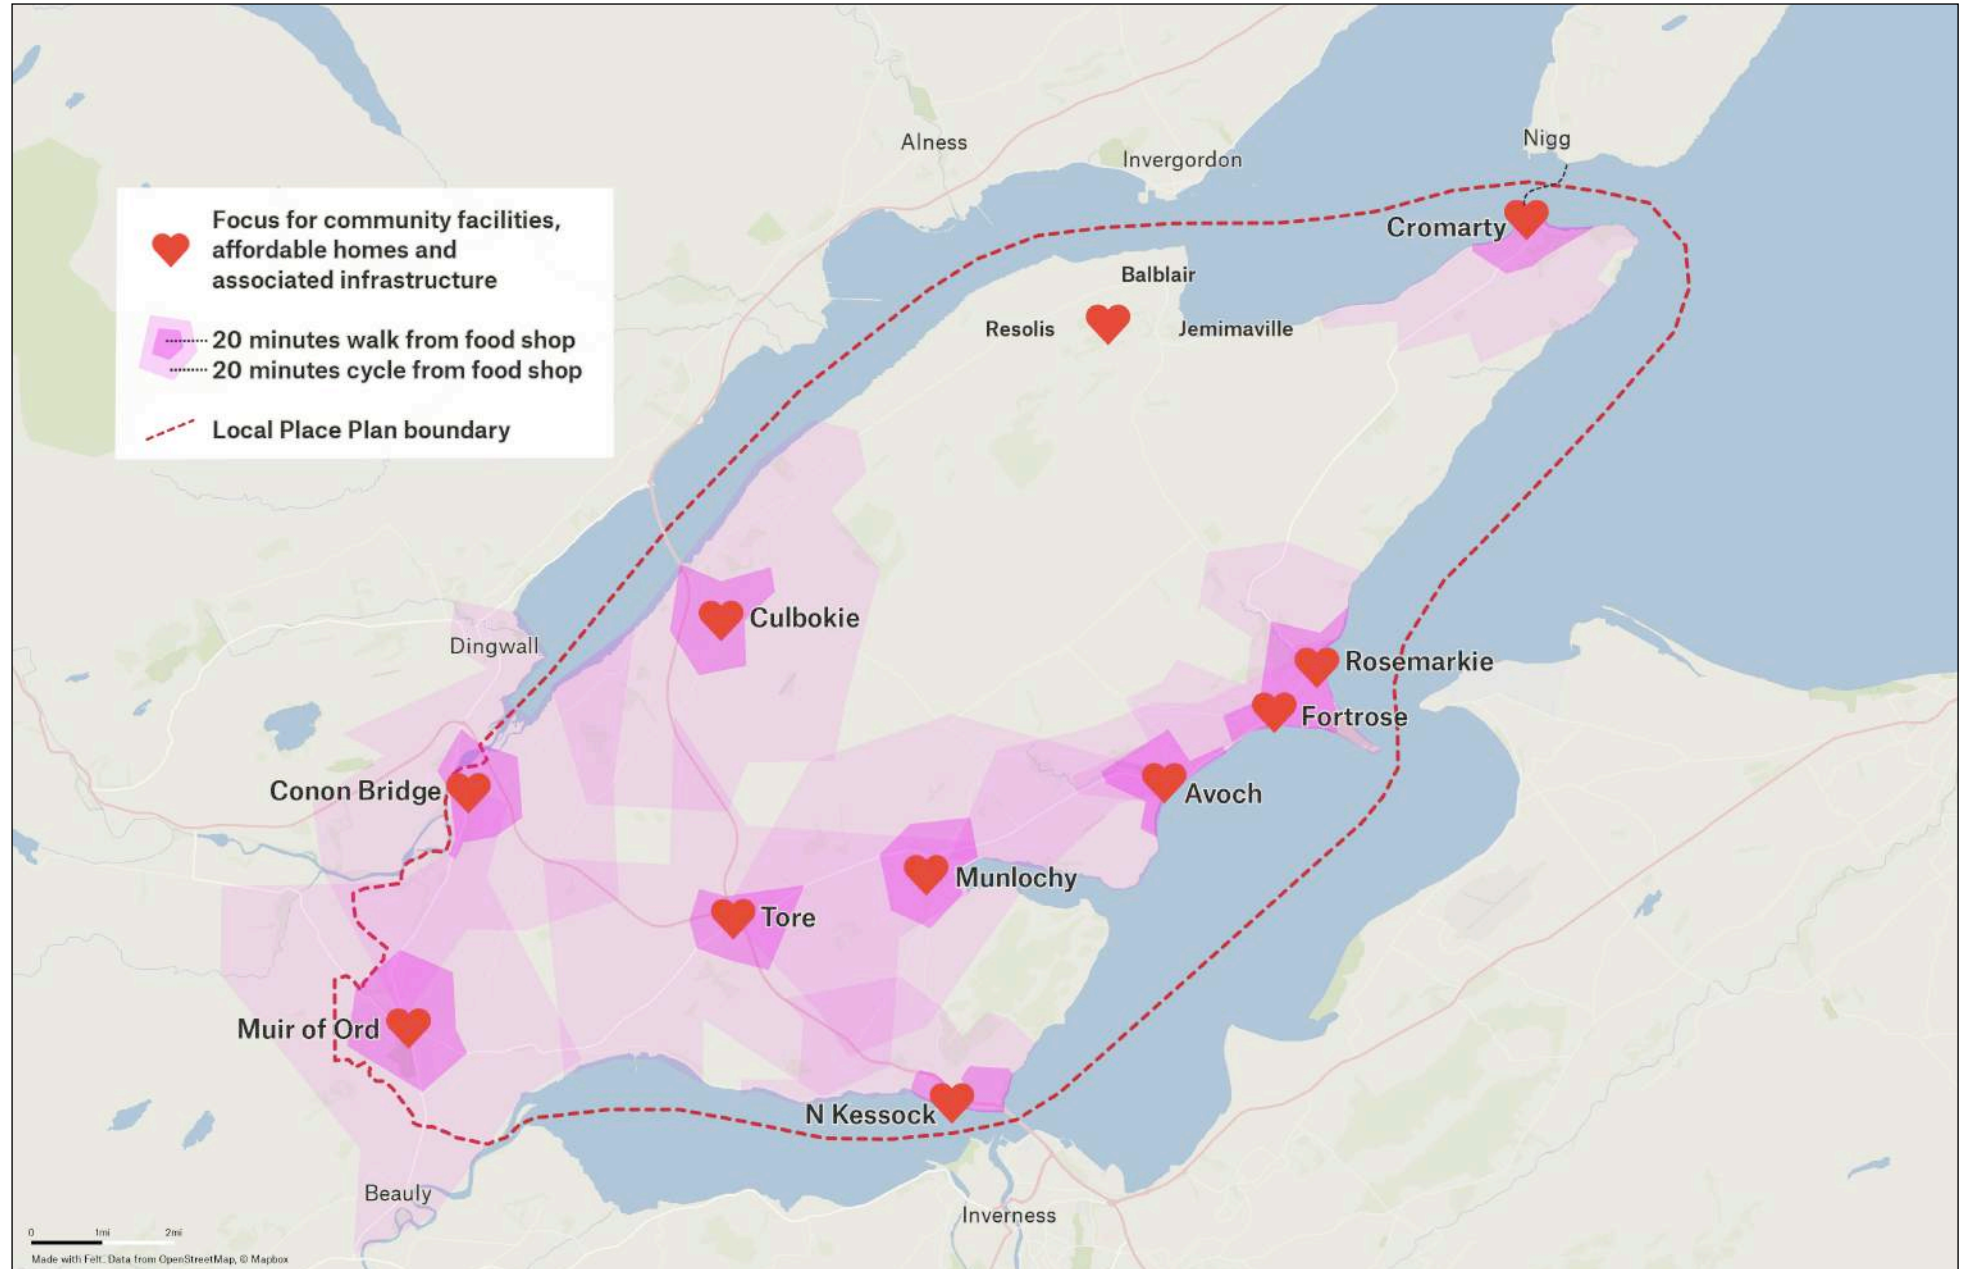 Nigg
Alness
Invergordon
Focus for community facilities,
affordable homes and
associated infrastructure
Cromarty
Balblair
Resolis
Jemimaville
20 minutes walk from food shop
20 minutes cycle from food shop
Local Place Plan boundary
Culbokie
Dingwall
Rosemarkie
Fortrose
Conon Bridge
Avoch
Munlochy
Tore
Muir of Ord
N Kessock
Beauly
Inverness
0 1mi 2mi
Made with Felt. Data from OpenStreetMap, © Mapbox